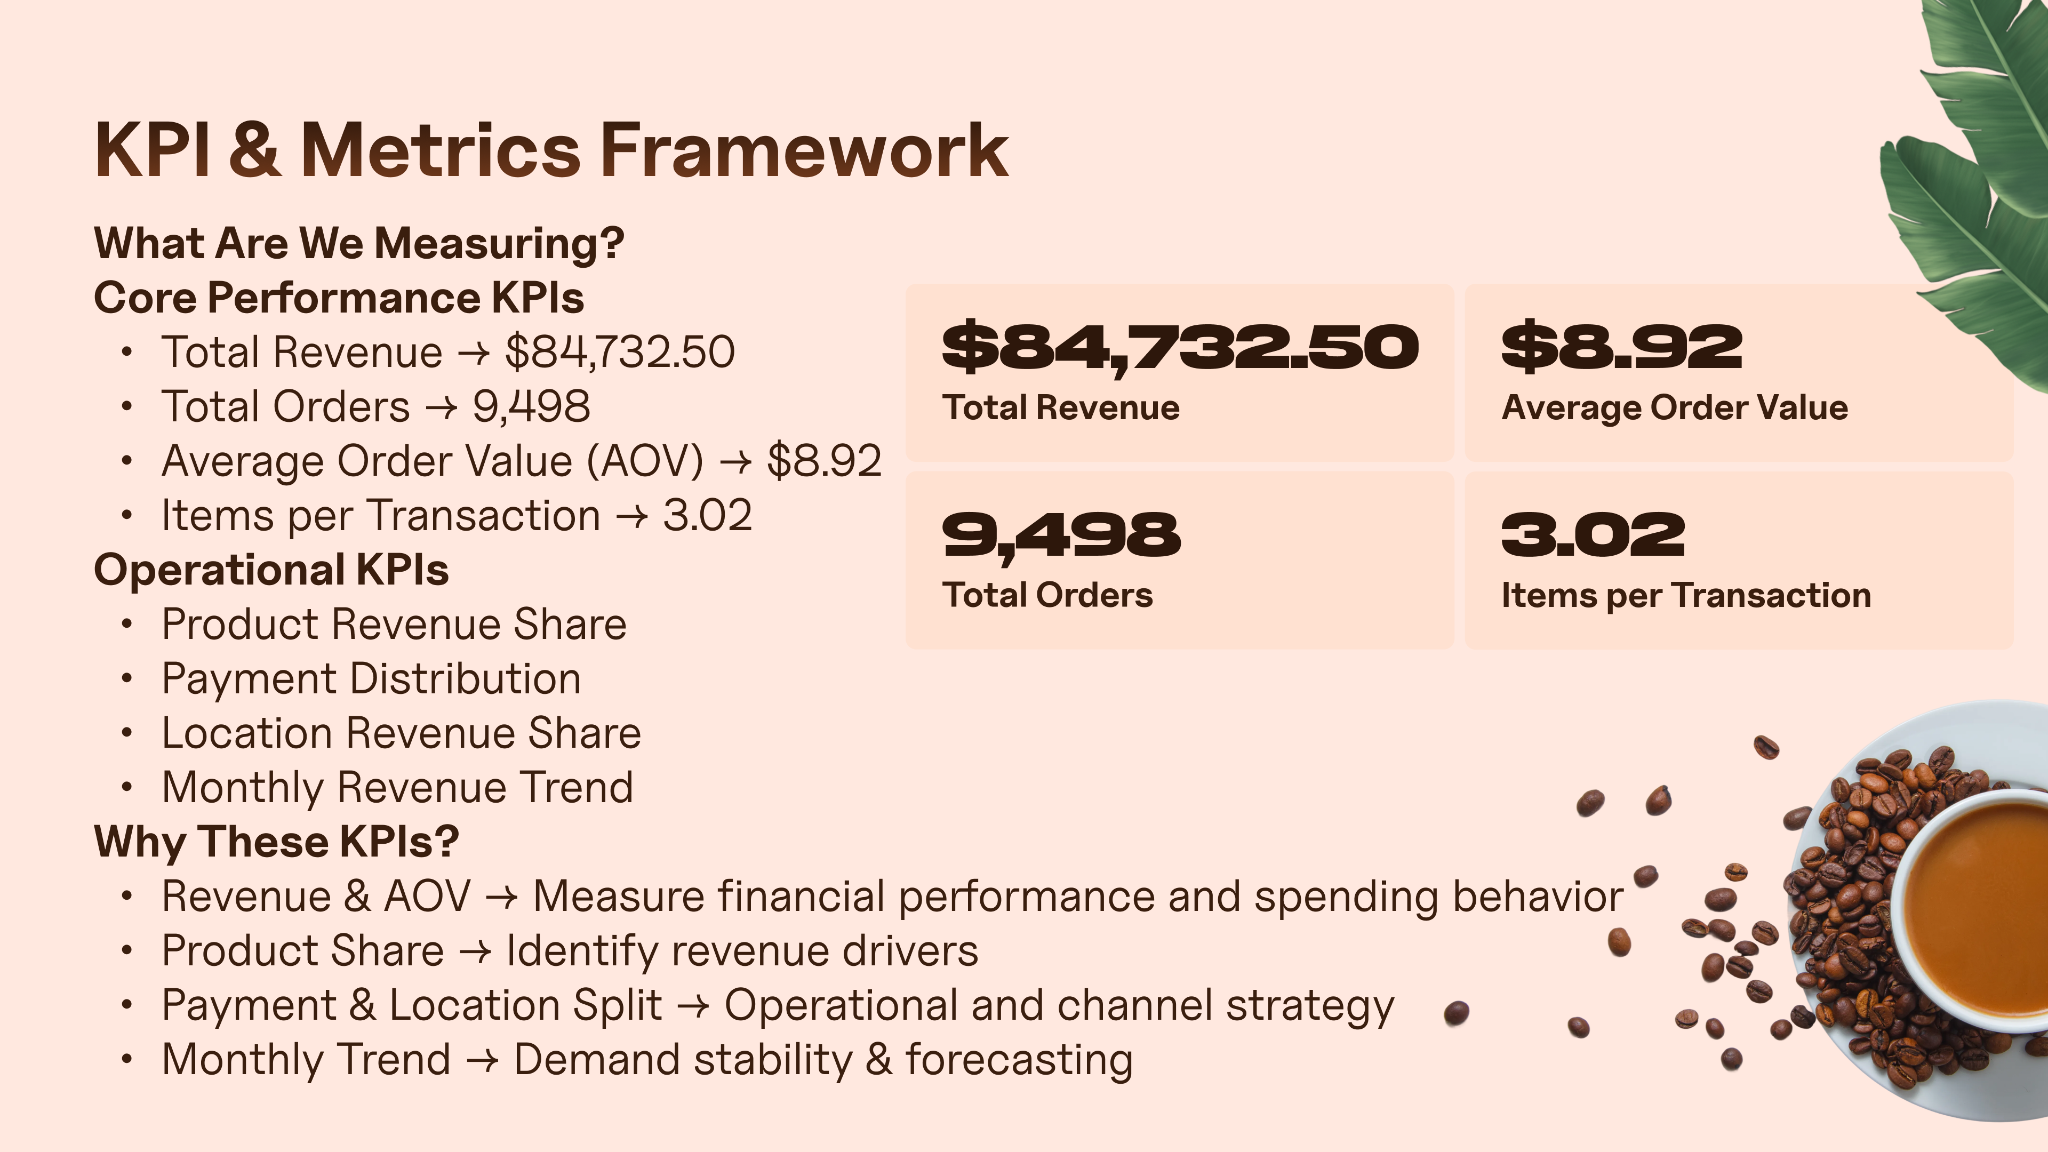 KPI & Metrics Framework
What Are We Measuring?
Core Performance KPIs
• Total Revenue → $84,732.50
• Total Orders → 9,498
• Average Order Value (AOV) → $8.92
• Items per Transaction → 3.02
Operational KPIs
• Product Revenue Share
• Payment Distribution
• Location Revenue Share
• Monthly Revenue Trend
Why These KPIs?
• Revenue & AOV → Measure financial performance and spending behavior
• Product Share → Identify revenue drivers
• Payment & Location Split → Operational and channel strategy
• Monthly Trend → Demand stability & forecasting
$84,732.50
Total Revenue
$8.92
Average Order Value
9,498
Total Orders
3.02
Items per Transaction